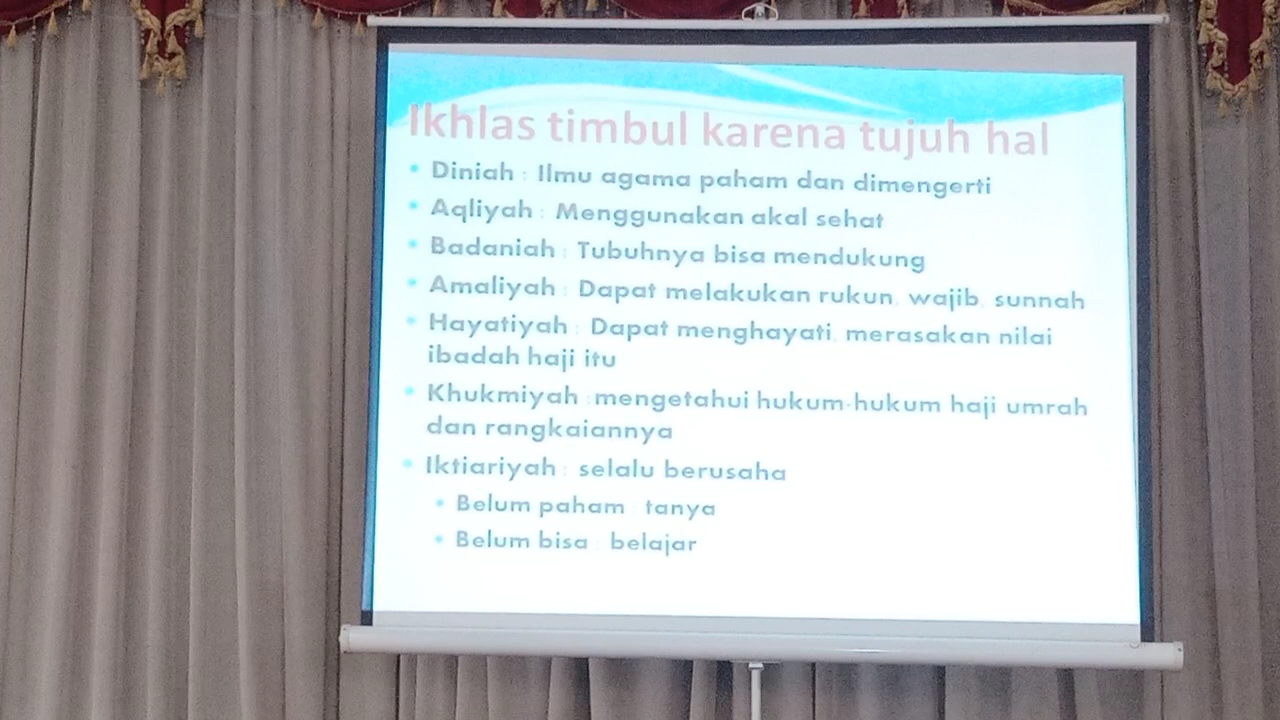 Ikhlas timbul karena tujuh hal
• Diniah : Ilmu agama paham dan dimengerti
• Aqliyah : Menggunakan akal sehat
• Badaniah : Tubuhnya bisa mendukung
• Amaliyah : Dapat melakukan rukun, wajib, sunnah
• Hayatiyah : Dapat menghayati, merasakan nilai
ibadah haji itu
• Khukmiyah :mengetahui hukum-hukum haji umrah
dan rangkaiannya
• Iktiariyah : selalu berusaha
• Belum paham : tanya
• Belum bisa : belajar